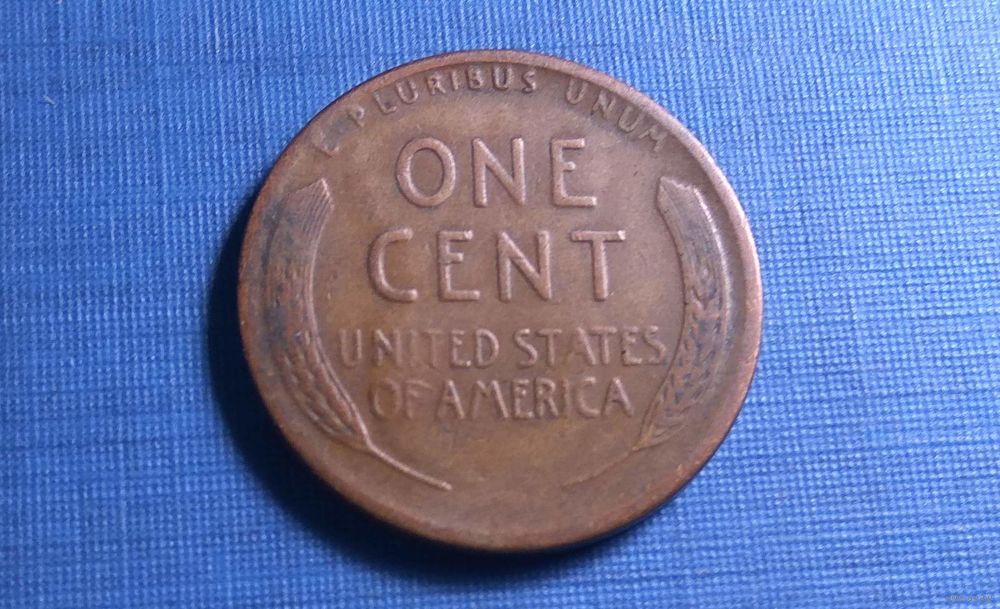 E PLURIBUS UNUM
ONE
CENT
UNITED STATES
OF AMERICA